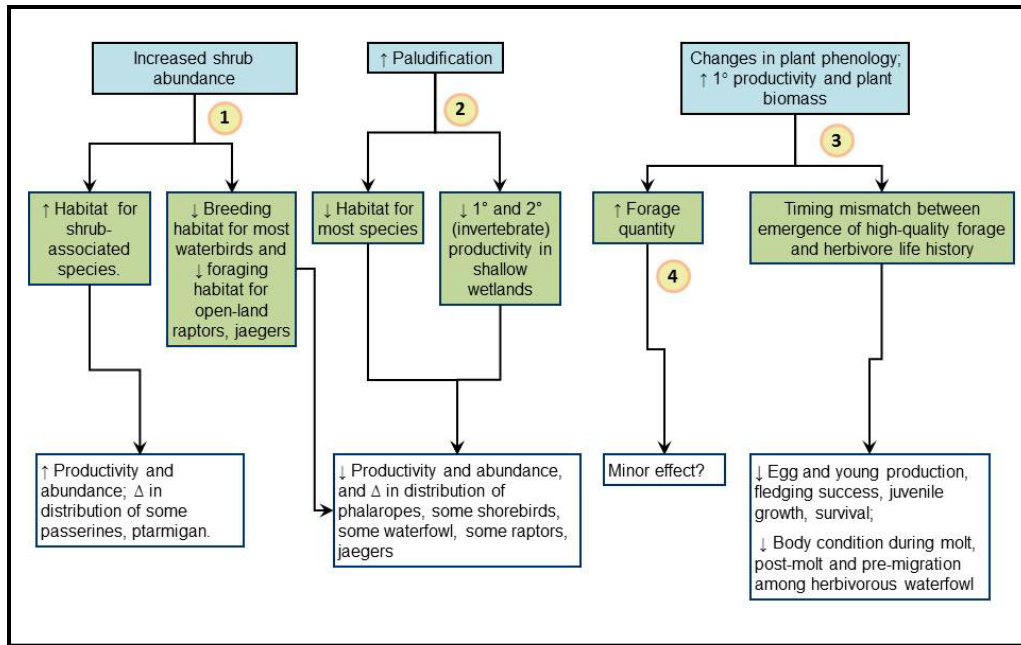 Increased shrub
abundance
↑ Paludification
Changes in plant phenology;
↑ 1° productivity and plant
biomass
1
2
3
↑ Habitat for
shrub-
associated
species.
↓ Breeding
habitat for most
waterbirds and
↓ foraging
habitat for
open-land
raptors, jaegers
↓ Habitat for
most species
↓ 1° and 2°
(invertebrate)
productivity in
shallow
wetlands
↑ Forage
quantity
Timing mismatch between
emergence of high-quality forage
and herbivore life history
4
↑ Productivity and
abundance; Δ in
distribution of some
passerines, ptarmigan.
↓ Productivity and abundance,
and Δ in distribution of
phalaropes, some shorebirds,
some waterfowl, some raptors,
jaegers
Minor effect?
↓ Egg and young production,
fledging success, juvenile
growth, survival;
↓ Body condition during molt,
post-molt and pre-migration
among herbivorous waterfowl